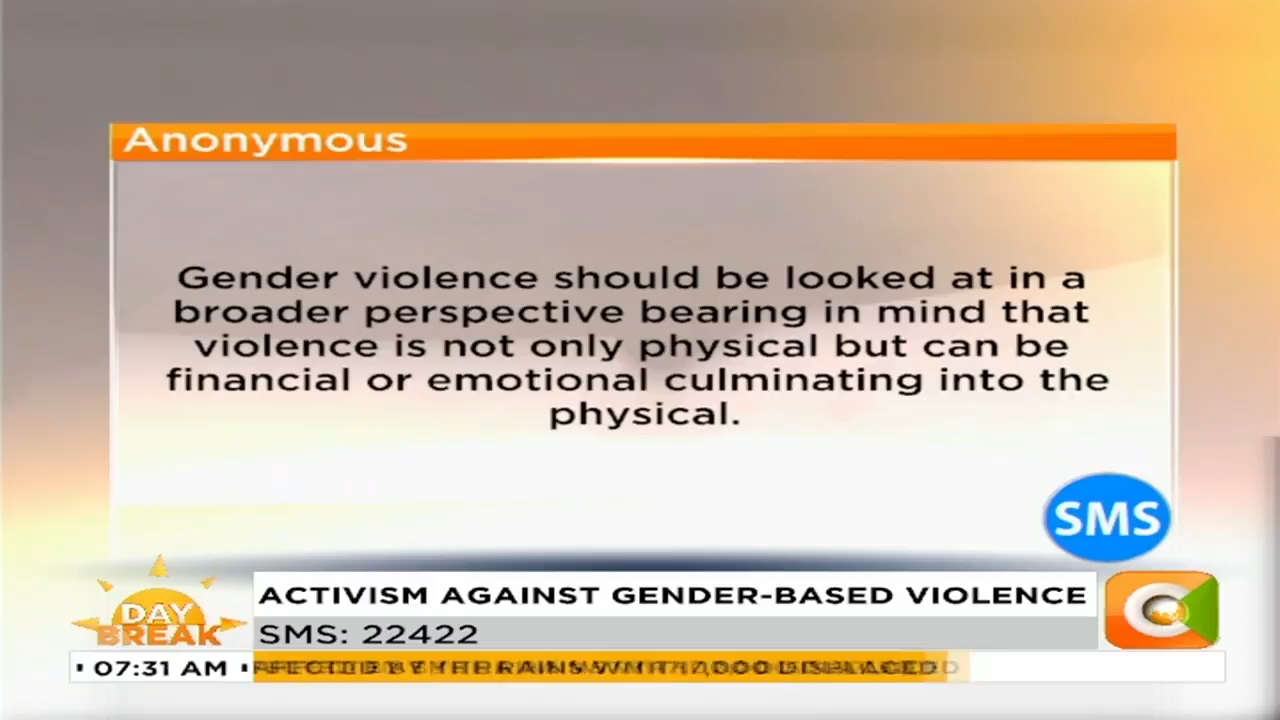 Anonymous
Gender violence should be looked at in a
broader perspective bearing in mind that
violence is not only physical but can be
financial or emotional culminating into the
physical.
SMS
DAY
BREAK
ACTIVISM AGAINST GENDER-BASED VIOLENCE
SMS: 22422
07:31 AM
RAINS DISPLACED